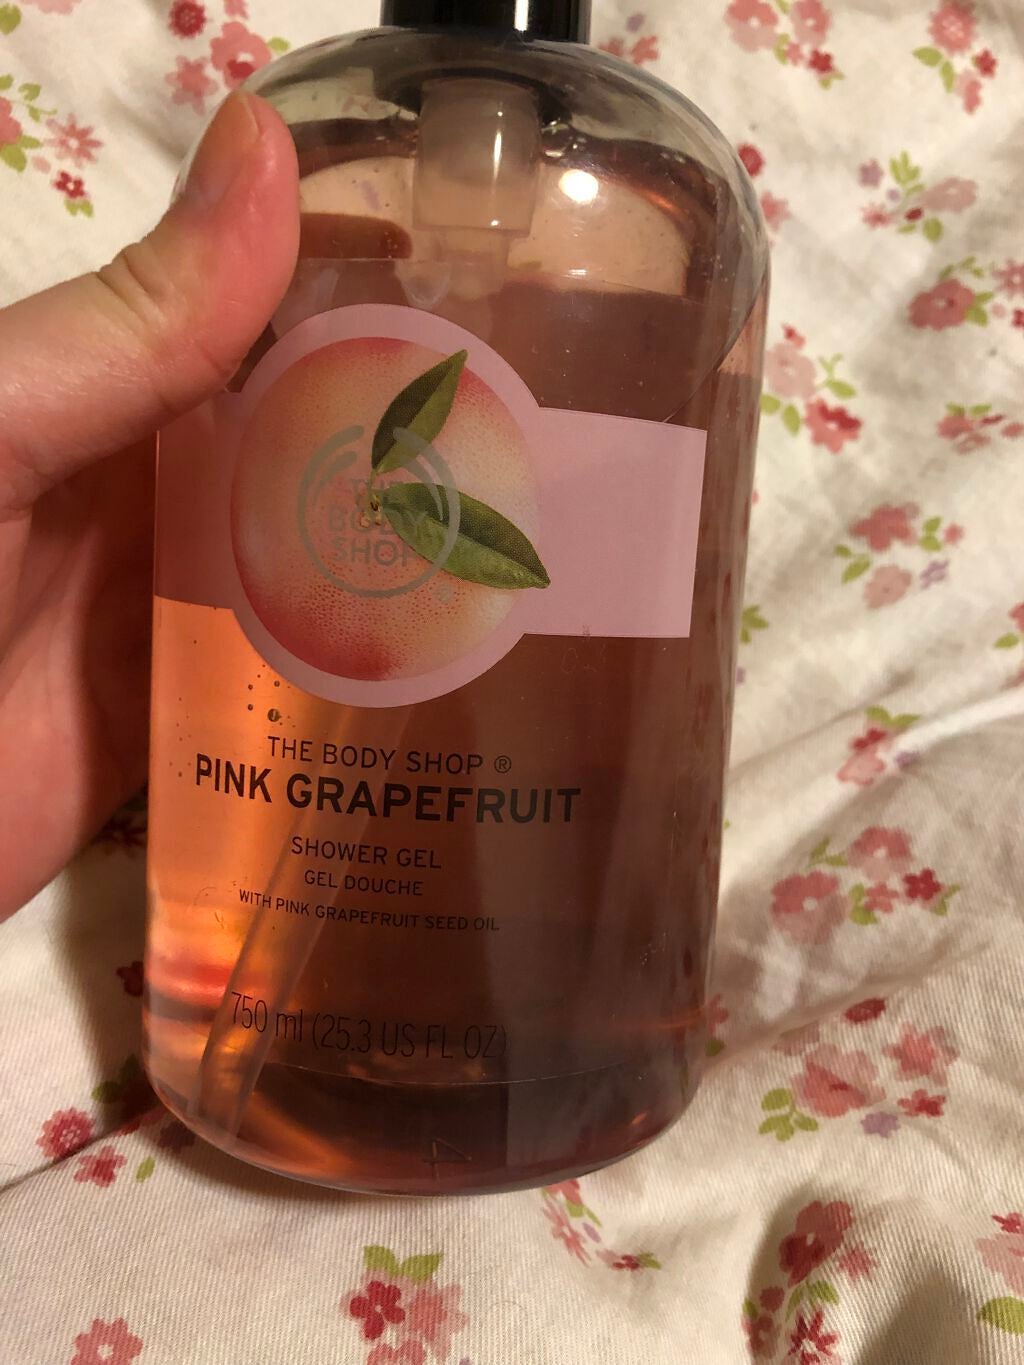 THE
BODY
SHOP
®
THE BODY SHOP ®
PINK GRAPEFRUIT
SHOWER GEL
GEL DOUCHE
WITH PINK GRAPEFRUIT SEED OIL
750 ml (25.3 US FL OZ)
4